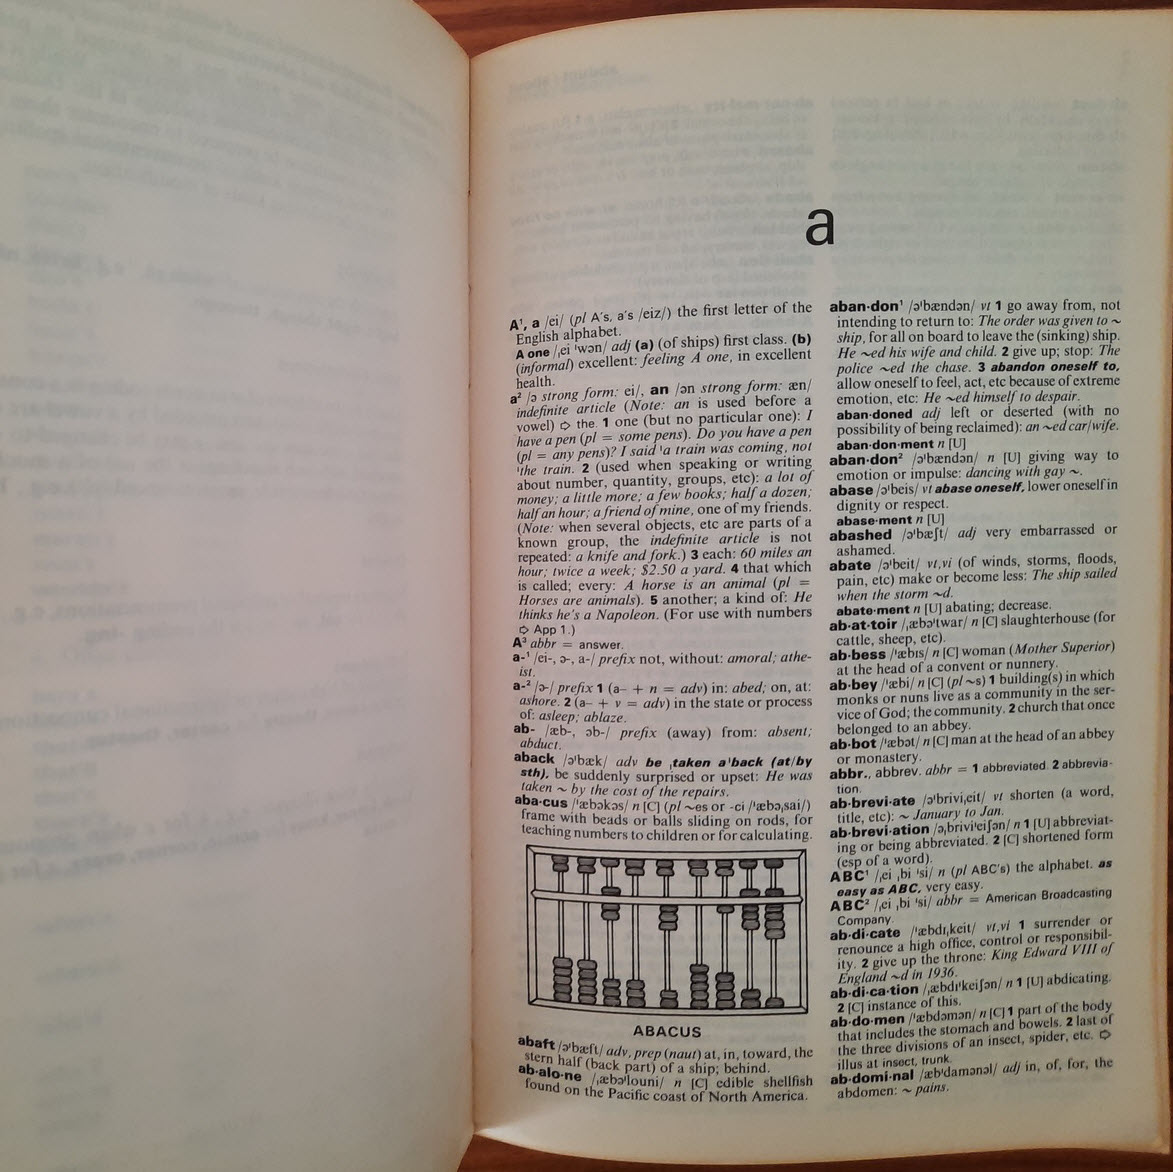 a
A¹, a /ei/ (pl A's, a's /eiz/) the first letter of the
English alphabet.
A one /ˌei ˈwən/ adj (a) (of ships) first class. (b)
(informal) excellent: feeling A one, in excellent
health.
a² /ə strong form: ei/, an /ən strong form: æn/
indefinite article (Note: an is used before a
vowel) ⇨ the. 1 one (but no particular one): I
have a pen (pl = some pens). Do you have a pen
(pl = any pens)? I said ˈa train was coming, not
ˈthe train. 2 (used when speaking or writing
about number, quantity, groups, etc): a lot of
money; a little more; a few books; half a dozen;
half an hour; a friend of mine, one of my friends.
(Note: when several objects, etc are parts of a
known group, the indefinite article is not
repeated: a knife and fork.) 3 each: 60 miles an
hour; twice a week; $2.50 a yard. 4 that which
is called; every: A horse is an animal (pl =
Horses are animals). 5 another; a kind of: He
thinks he's a Napoleon. (For use with numbers
⇨ App 1.)
A³ abbr = answer.
a-¹ /ei-, ə-, a-/ prefix not, without: amoral; athe-
ist.
a-² /ə-/ prefix 1 (a- + n = adv) in: abed; on, at:
ashore. 2 (a- + v = adv) in the state or process
of: asleep; ablaze.
ab- /æb-, əb-/ prefix (away) from: absent;
abduct.
aback /əˈbæk/ adv be ˌtaken aˈback (at/by
sth), be suddenly surprised or upset: He was
taken ~ by the cost of the repairs.
aba·cus /ˈæbəkəs/ n [C] (pl ~es or -ci /ˈæbəˌsai/)
frame with beads or balls sliding on rods, for
teaching numbers to children or for calculating.
ABACUS
abaft /əˈbæft/ adv, prep (naut) at, in, toward, the
stern half (back part) of a ship; behind.
ab·alo·ne /ˌæbəˈlouni/ n [C] edible shellfish
found on the Pacific coast of North America.
aban·don¹ /əˈbændən/ vt 1 go away from, not
intending to return to: The order was given to ~
ship, for all on board to leave the (sinking) ship.
He ~ed his wife and child. 2 give up; stop: The
police ~ed the chase. 3 abandon oneself to,
allow oneself to feel, act, etc because of extreme
emotion, etc: He ~ed himself to despair.
aban·doned adj left or deserted (with no
possibility of being reclaimed): an ~ed car/wife.
aban·don·ment n [U]
aban·don² /əˈbændən/ n [U] giving way to
emotion or impulse: dancing with gay ~.
abase /əˈbeis/ vt abase oneself, lower oneself in
dignity or respect.
abase·ment n [U]
abashed /əˈbæʃt/ adj very embarrassed or
ashamed.
abate /əˈbeit/ vt,vi (of winds, storms, floods,
pain, etc) make or become less: The ship sailed
when the storm ~d.
abate·ment n [U] abating; decrease.
ab·at·toir /ˌæbəˈtwar/ n [C] slaughterhouse (for
cattle, sheep, etc).
ab·bess /ˈæbɪs/ n [C] woman (Mother Superior)
at the head of a convent or nunnery.
ab·bey /ˈæbi/ n [C] (pl ~s) 1 building(s) in which
monks or nuns live as a community in the ser-
vice of God; the community. 2 church that once
belonged to an abbey.
ab·bot /ˈæbət/ n [C] man at the head of an abbey
or monastery.
abbr., abbrev. abbr = 1 abbreviated. 2 abbrevia-
tion.
ab·brevi·ate /əˈbriviˌeit/ vt shorten (a word,
title, etc): ~ January to Jan.
ab·brevi·ation /əˌbriviˈeiʃən/ n 1 [U] abbreviat-
ing or being abbreviated. 2 [C] shortened form
(esp of a word).
ABC¹ /ˌei ˌbi ˈsi/ n (pl ABC's) the alphabet. as
easy as ABC, very easy.
ABC² /ˌei ˌbi ˈsi/ abbr = American Broadcasting
Company.
ab·di·cate /ˈæbdɪˌkeit/ vt,vi 1 surrender or
renounce a high office, control or responsibil-
ity. 2 give up the throne: King Edward VIII of
England ~d in 1936.
ab·di·ca·tion /ˌæbdɪˈkeiʃən/ n 1 [U] abdicating.
2 [C] instance of this.
ab·do·men /ˈæbdəmən/ n [C] 1 part of the body
that includes the stomach and bowels. 2 last of
the three divisions of an insect, spider, etc. ⇨
illus at insect, trunk.
ab·domi·nal /æbˈdamənəl/ adj in, of, for, the
abdomen: ~ pains.